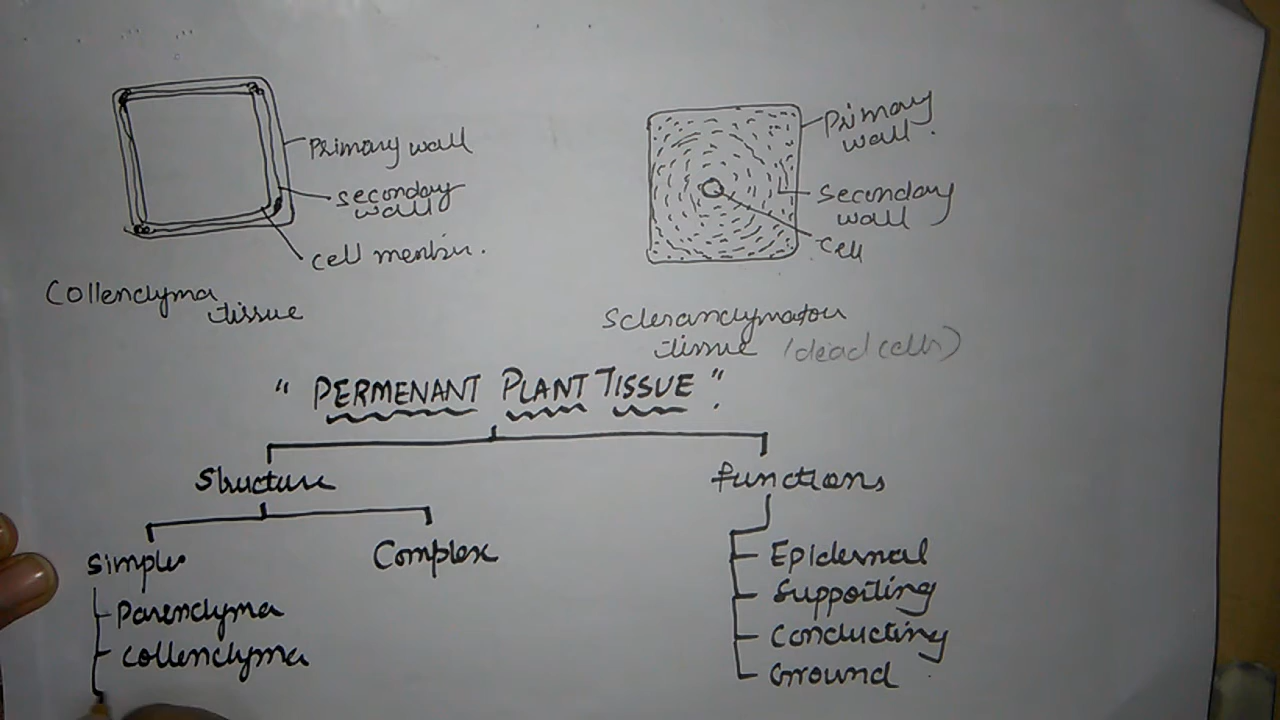 Primary wall
Secondary
wall
Cell membr.
Collenchyma
tissue
Primary
wall.
Secondary
wall
Cell
Scleranchymatou
tissue (dead cells)
" PERMENANT PLANT TISSUE ".
Structure
functions
Simple
Complex
Parenchyma
Collenchyma
Epidermal
Supporting
Conducting
Ground